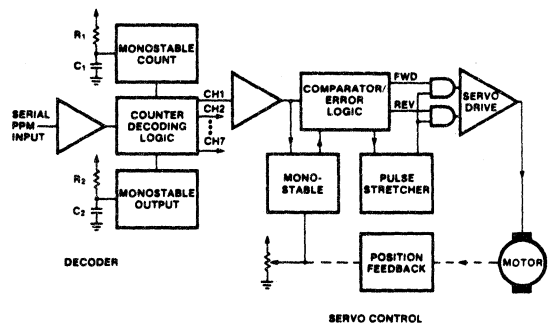 R1
C1
MONOSTABLE
COUNT
SERIAL
PPM
INPUT
COUNTER
DECODING
LOGIC
CH1
CH2
CH7
R2
C2
MONOSTABLE
OUTPUT
DECODER
COMPARATOR/
ERROR
LOGIC
FWD
REV
SERVO
DRIVE
MONO-
STABLE
PULSE
STRETCHER
POSITION
FEEDBACK
MOTOR
SERVO CONTROL